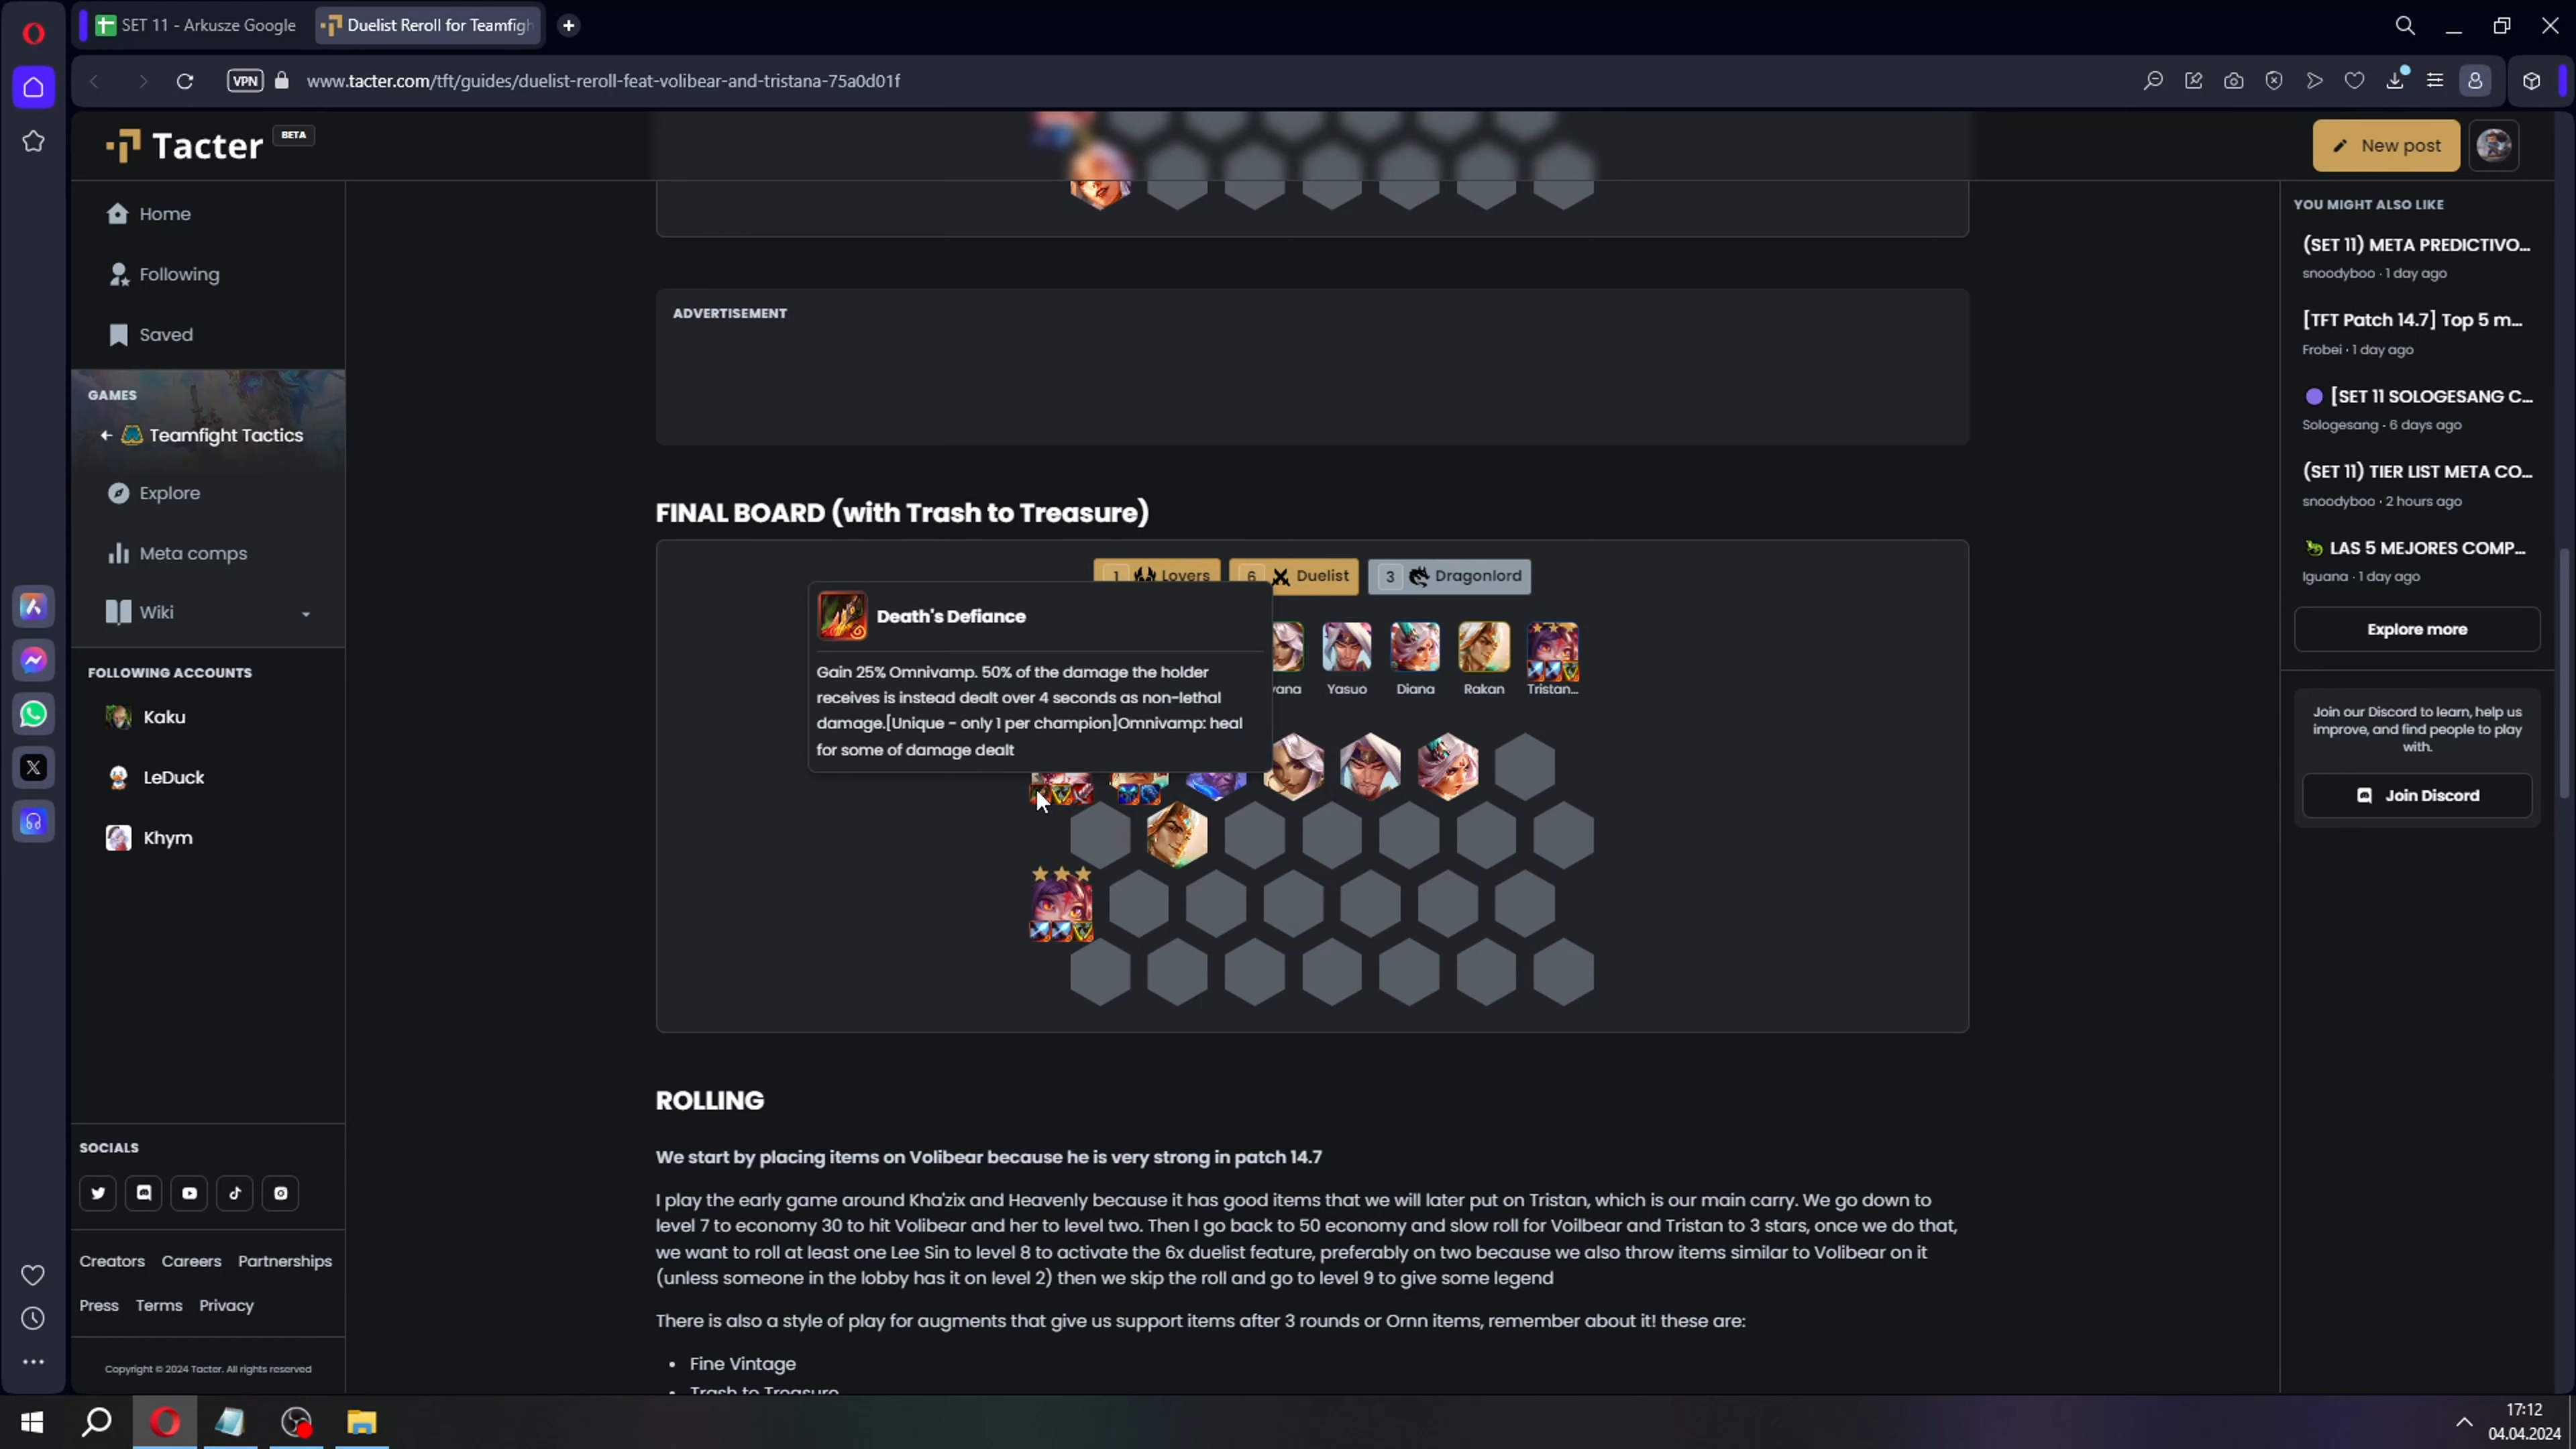 SET 11 - Arkusze Google
Duelist Reroll for Teamfigh
VPN
www.tacter.com/tft/guides/duelist-reroll-feat-volibear-and-tristana-75a0d01f
Tacter
BETA
New post
Home
Following
Saved
GAMES
Teamfight Tactics
Explore
Meta comps
Wiki
FOLLOWING ACCOUNTS
Kaku
LeDuck
Khym
SOCIALS
Creators Careers Partnerships
Press Terms Privacy
Copyright © 2024 Tacter. All rights reserved
ADVERTISEMENT
FINAL BOARD (with Trash to Treasure)
1 Lovers
6 Duelist
3 Dragonlord
Death's Defiance
Gain 25% Omnivamp. 50% of the damage the holder
receives is instead dealt over 4 seconds as non-lethal
damage.[Unique - only 1 per champion]Omnivamp: heal
for some of damage dealt
vana
Yasuo
Diana
Rakan
Tristan...
ROLLING
We start by placing items on Volibear because he is very strong in patch 14.7
I play the early game around Kha'zix and Heavenly because it has good items that we will later put on Tristan, which is our main carry. We go down to
level 7 to economy 30 to hit Volibear and her to level two. Then I go back to 50 economy and slow roll for Voilbear and Tristan to 3 stars, once we do that,
we want to roll at least one Lee Sin to level 8 to activate the 6x duelist feature, preferably on two because we also throw items similar to Volibear on it
(unless someone in the lobby has it on level 2) then we skip the roll and go to level 9 to give some legend
There is also a style of play for augments that give us support items after 3 rounds or Ornn items, remember about it! these are:
• Fine Vintage
• Trash to Treasure
YOU MIGHT ALSO LIKE
(SET 11) META PREDICTIVO...
snoodyboo · 1 day ago
[TFT Patch 14.7] Top 5 m...
Frobei · 1 day ago
[SET 11 SOLOGESANG C...
Sologesang · 6 days ago
(SET 11) TIER LIST META CO...
snoodyboo · 2 hours ago
LAS 5 MEJORES COMP...
Iguana · 1 day ago
Explore more
Join our Discord to learn, help us
improve, and find people to play
with.
Join Discord
17:12
04.04.2024